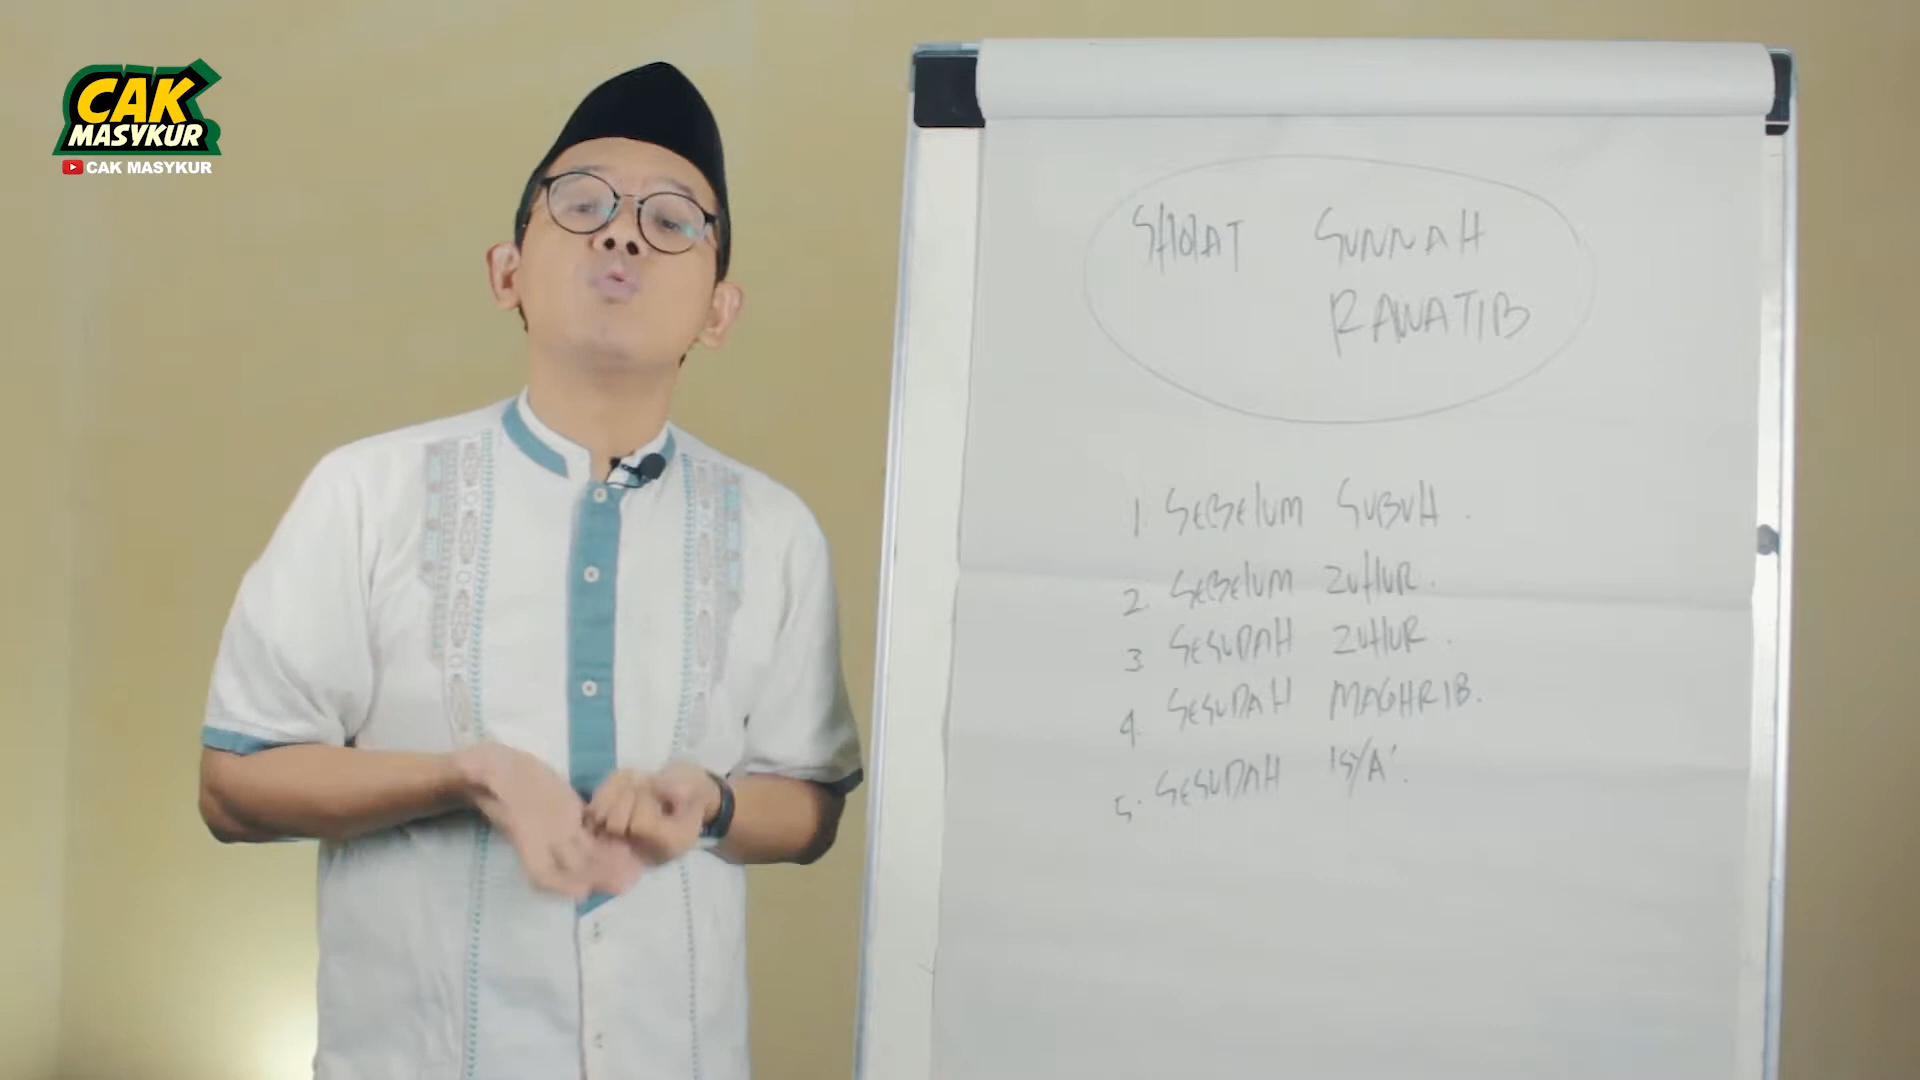 CAK
MASYKUR
CAK MASYKUR
SHOLAT SUNNAH
RAWATIB
1. SEBELUM SUBUH.
2. SEBELUM ZUHUR.
3. SESUDAH ZUHUR.
4. SESUDAH MAGHRIB.
5. SESUDAH ISYA'.